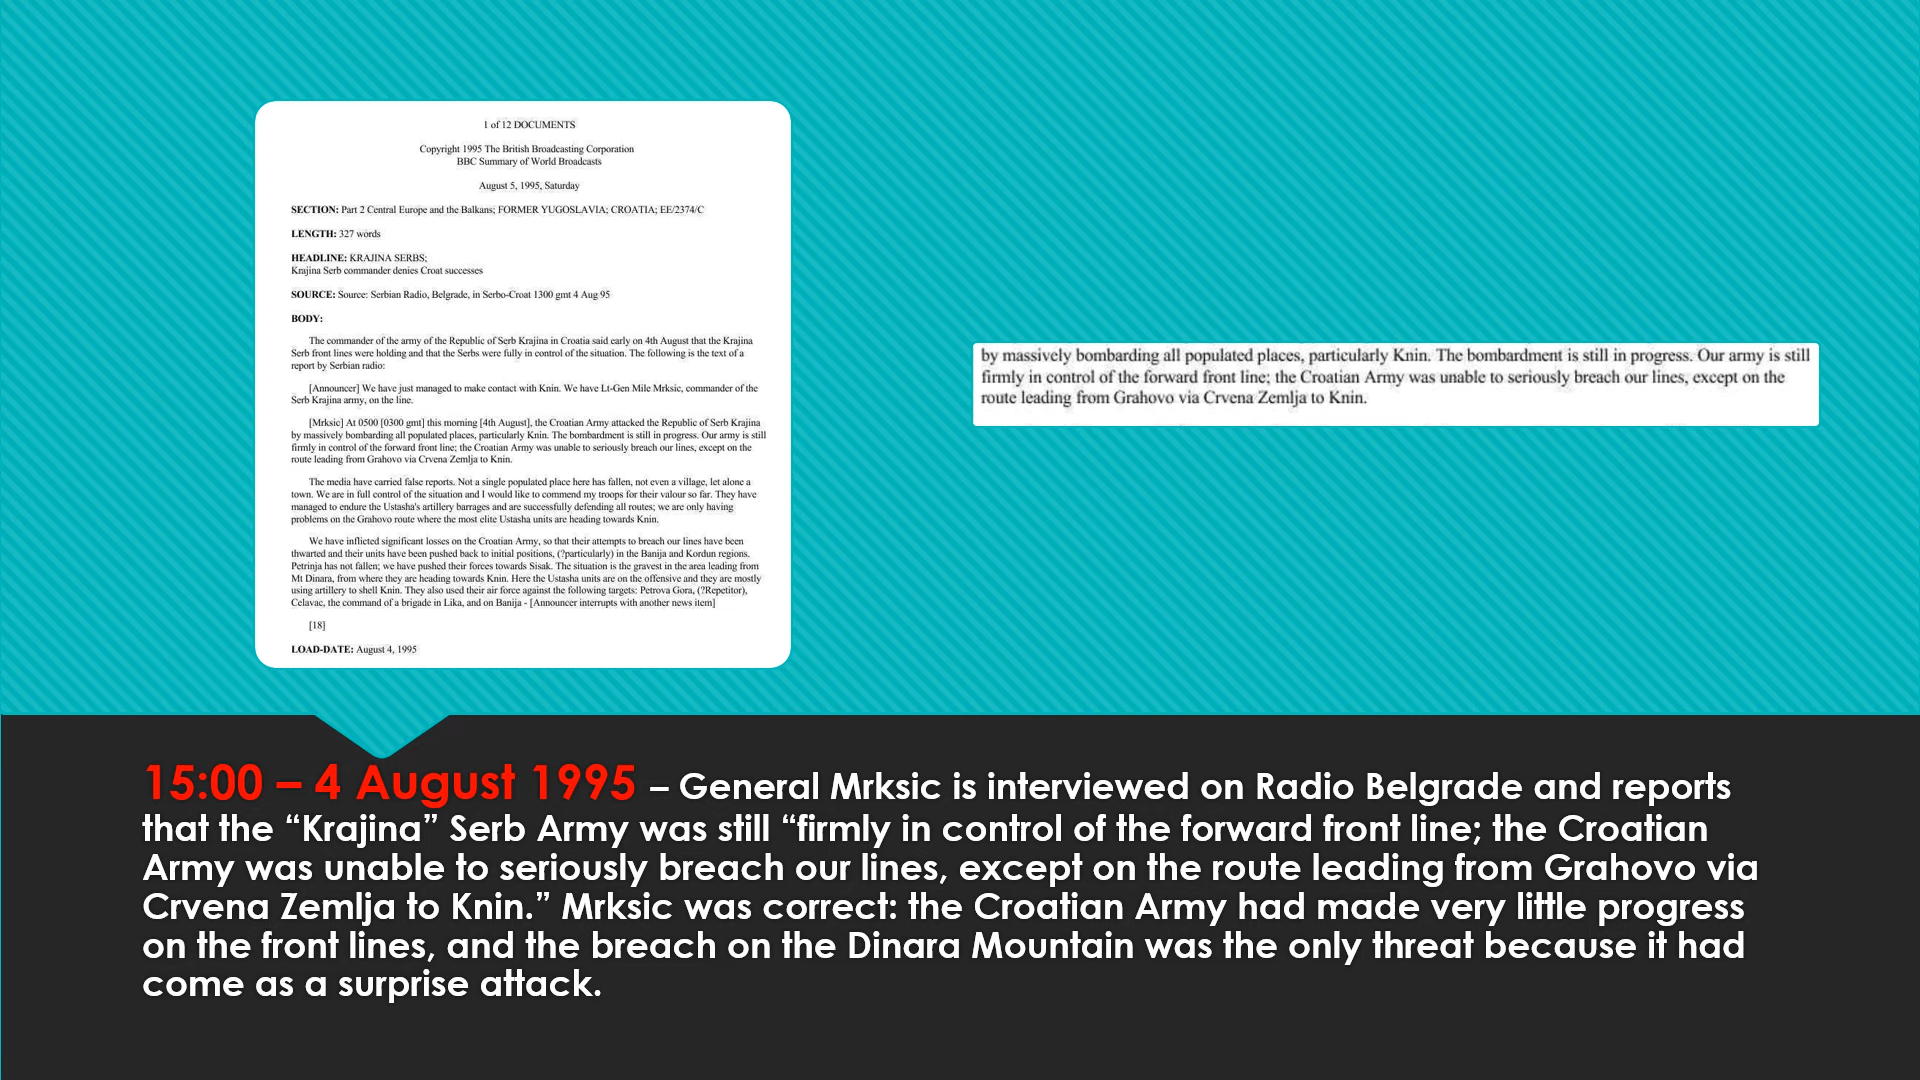 1 of 12 DOCUMENTS
Copyright 1995 The British Broadcasting Corporation
BBC Summary of World Broadcasts
August 5, 1995, Saturday
SECTION: Part 2 Central Europe and the Balkans; FORMER YUGOSLAVIA; CROATIA; EE/2374/C
LENGTH: 327 words
HEADLINE: KRAJINA SERBS;
Krajina Serb commander denies Croat successes
SOURCE: Source: Serbian Radio, Belgrade, in Serbo-Croat 1300 gmt 4 Aug 95
BODY:
The commander of the army of the Republic of Serb Krajina in Croatia said early on 4th August that the Krajina
Serb front lines were holding and that the Serbs were fully in control of the situation. The following is the text of a
report by Serbian radio:
[Announcer] We have just managed to make contact with Knin. We have Lt-Gen Mile Mrksic, commander of the
Serb Krajina army, on the line.
[Mrksic] At 0500 [0300 gmt] this morning [4th August], the Croatian Army attacked the Republic of Serb Krajina
by massively bombarding all populated places, particularly Knin. The bombardment is still in progress. Our army is still
firmly in control of the forward front line; the Croatian Army was unable to seriously breach our lines, except on the
route leading from Grahovo via Crvena Zemlja to Knin.
The media have carried false reports. Not a single populated place here has fallen, not even a village, let alone a
town. We are in full control of the situation and I would like to commend my troops for their valour so far. They have
managed to endure the Ustasha's artillery barrages and are successfully defending all routes; we are only having
problems on the Grahovo route where the most elite Ustasha units are heading towards Knin.
We have inflicted significant losses on the Croatian Army, so that their attempts to breach our lines have been
thwarted and their units have been pushed back to initial positions, (?particularly) in the Banija and Kordun regions.
Petrinja has not fallen; we have pushed their forces towards Sisak. The situation is the gravest in the area leading from
Mt Dinara, from where they are heading towards Knin. Here the Ustasha units are on the offensive and they are mostly
using artillery to shell Knin. They also used their air force against the following targets: Petrova Gora, (?Repetitor),
Celavac, the command of a brigade in Lika, and on Banija - [Announcer interrupts with another news item]
[18]
LOAD-DATE: August 4, 1995
by massively bombarding all populated places, particularly Knin. The bombardment is still in progress. Our army is still
firmly in control of the forward front line; the Croatian Army was unable to seriously breach our lines, except on the
route leading from Grahovo via Crvena Zemlja to Knin.
15:00 – 4 August 1995 – General Mrksic is interviewed on Radio Belgrade and reports
that the “Krajina” Serb Army was still “firmly in control of the forward front line; the Croatian
Army was unable to seriously breach our lines, except on the route leading from Grahovo via
Crvena Zemlja to Knin.” Mrksic was correct: the Croatian Army had made very little progress
on the front lines, and the breach on the Dinara Mountain was the only threat because it had
come as a surprise attack.